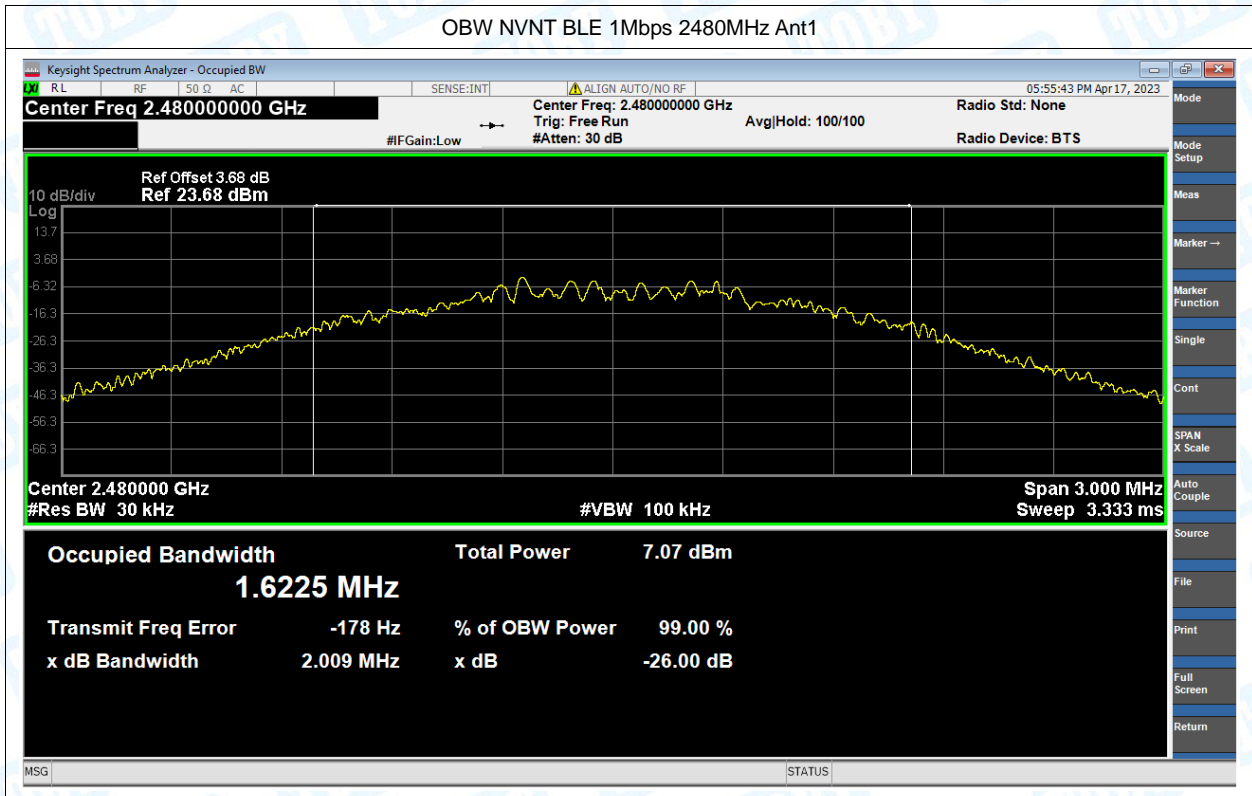 OBW NVNT BLE 1Mbps 2480MHz Ant1
Keysight Spectrum Analyzer - Occupied BW
LXI RL RF 50 Ω AC SENSE:INT ALIGN AUTO/NO RF 05:55:43 PM Apr 17, 2023
Center Freq 2.480000000 GHz
Center Freq: 2.480000000 GHz
Radio Std: None
Trig: Free Run
Avg|Hold: 100/100
#IFGain:Low
#Atten: 30 dB
Radio Device: BTS
Ref Offset 3.68 dB
10 dB/div
Ref 23.68 dBm
Log
13.7
3.68
-6.32
-16.3
-26.3
-36.3
-46.3
-56.3
-66.3
Center 2.480000 GHz
Span 3.000 MHz
#Res BW 30 kHz
#VBW 100 kHz
Sweep 3.333 ms
Occupied Bandwidth
Total Power 7.07 dBm
1.6225 MHz
Transmit Freq Error -178 Hz
% of OBW Power 99.00 %
x dB Bandwidth 2.009 MHz
x dB -26.00 dB
Mode
Mode
Setup
Meas
Marker →
Marker
Function
Single
Cont
SPAN
X Scale
Auto
Couple
Source
File
Print
Full
Screen
Return
MSG
STATUS
TOBY